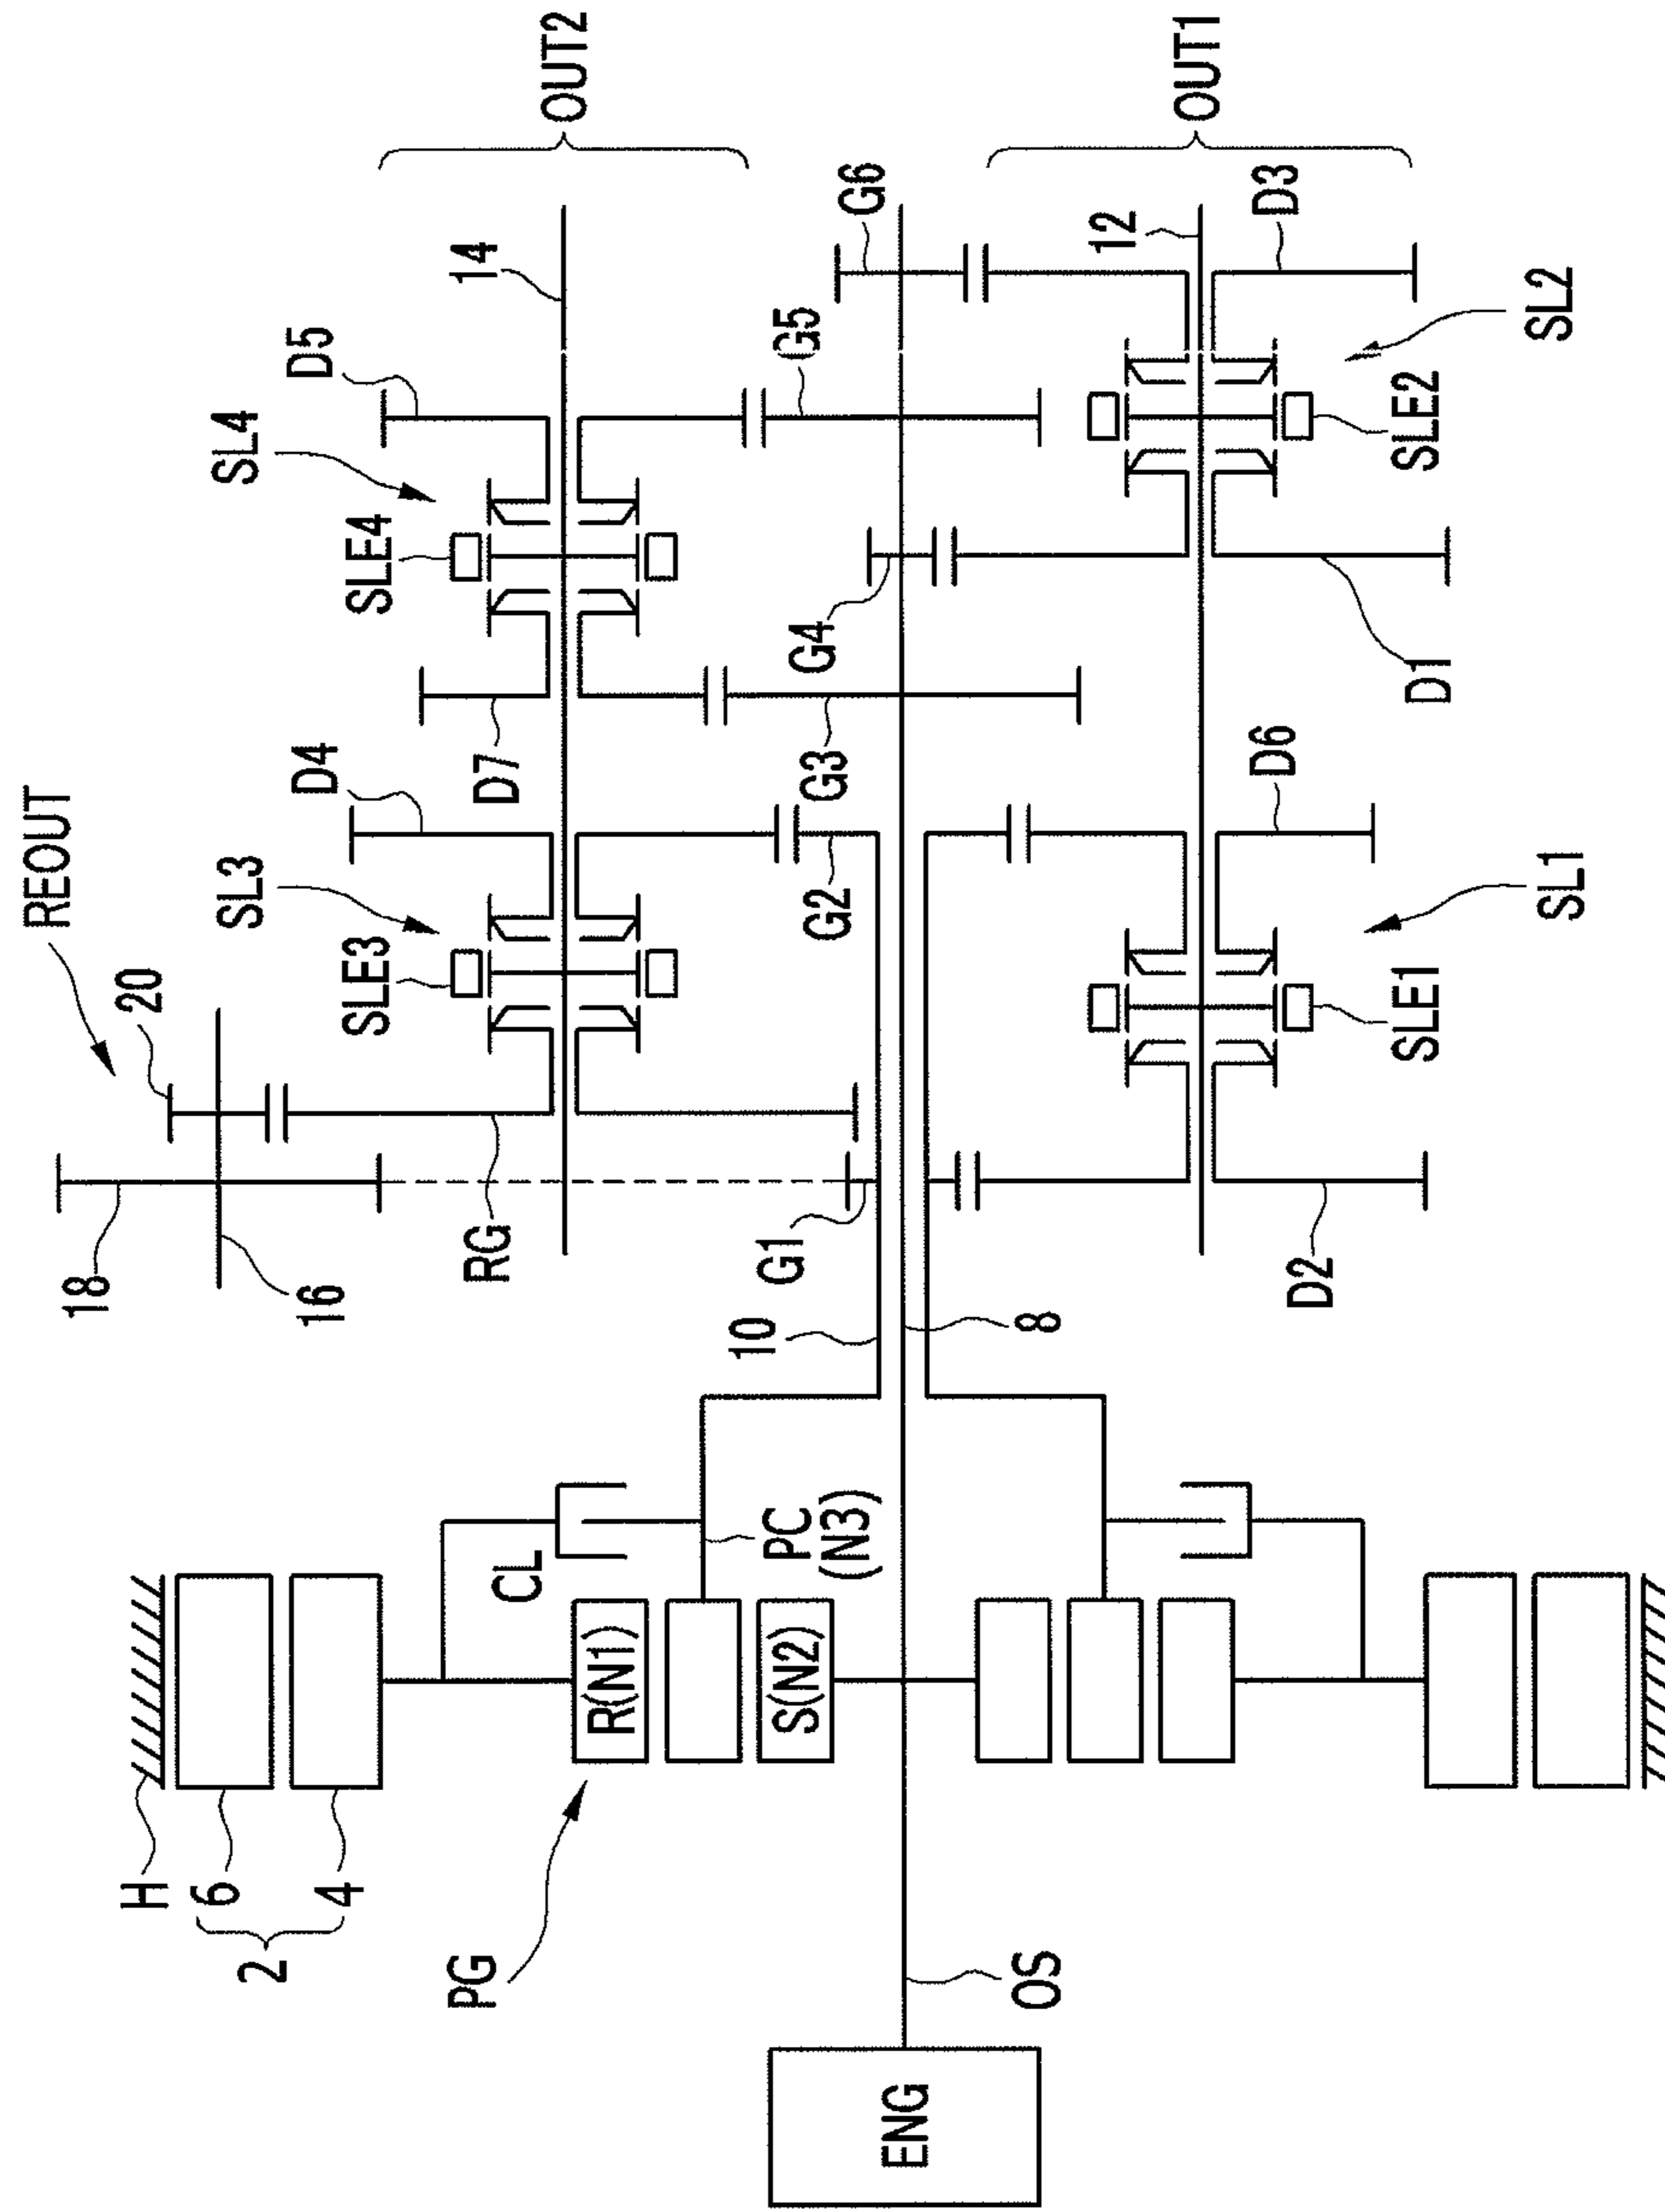 REOUT
20
18
16
RG
SL3
SLE3
D4
D7
SL4
SLE4
D5
14
OUT2
G1
G2
G3
G4
G5
G6
10
8
12
OUT1
D3
SL2
SLE2
D1
D6
SL1
SLE1
D2
H
6
4
2
CL
PC
(N3)
R(N1)
S(N2)
PG
OS
ENG